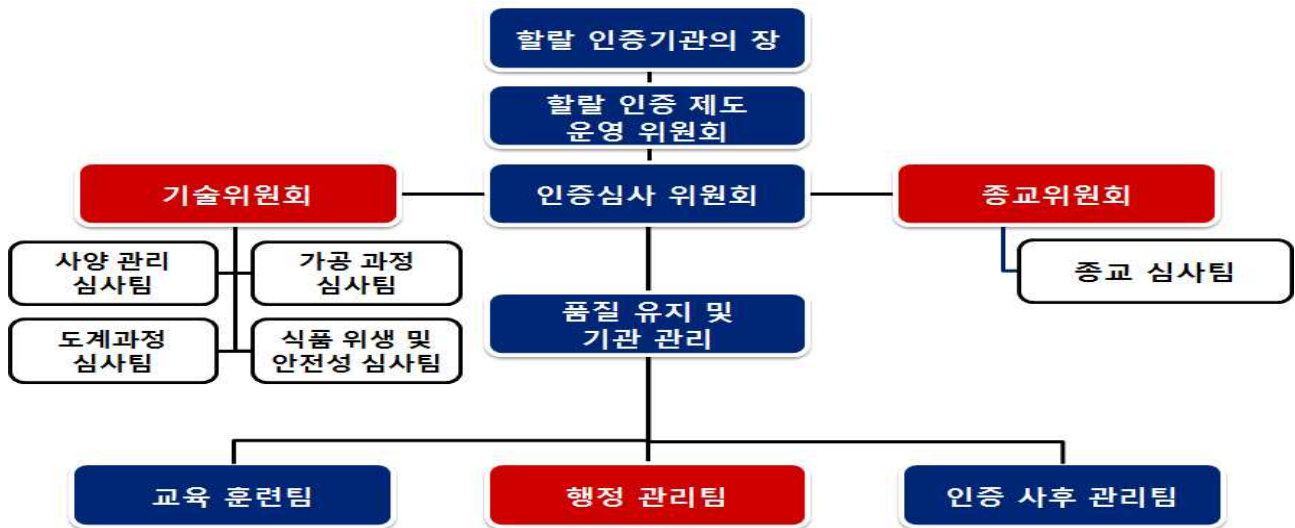 할랄 인증기관의 장
할랄 인증 제도
운영 위원회
기술위원회
인증심사 위원회
종교위원회
사양 관리
심사팀
가공 과정
심사팀
종교 심사팀
도계과정
심사팀
식품 위생 및
안전성 심사팀
품질 유지 및
기관 관리
교육 훈련팀
행정 관리팀
인증 사후 관리팀